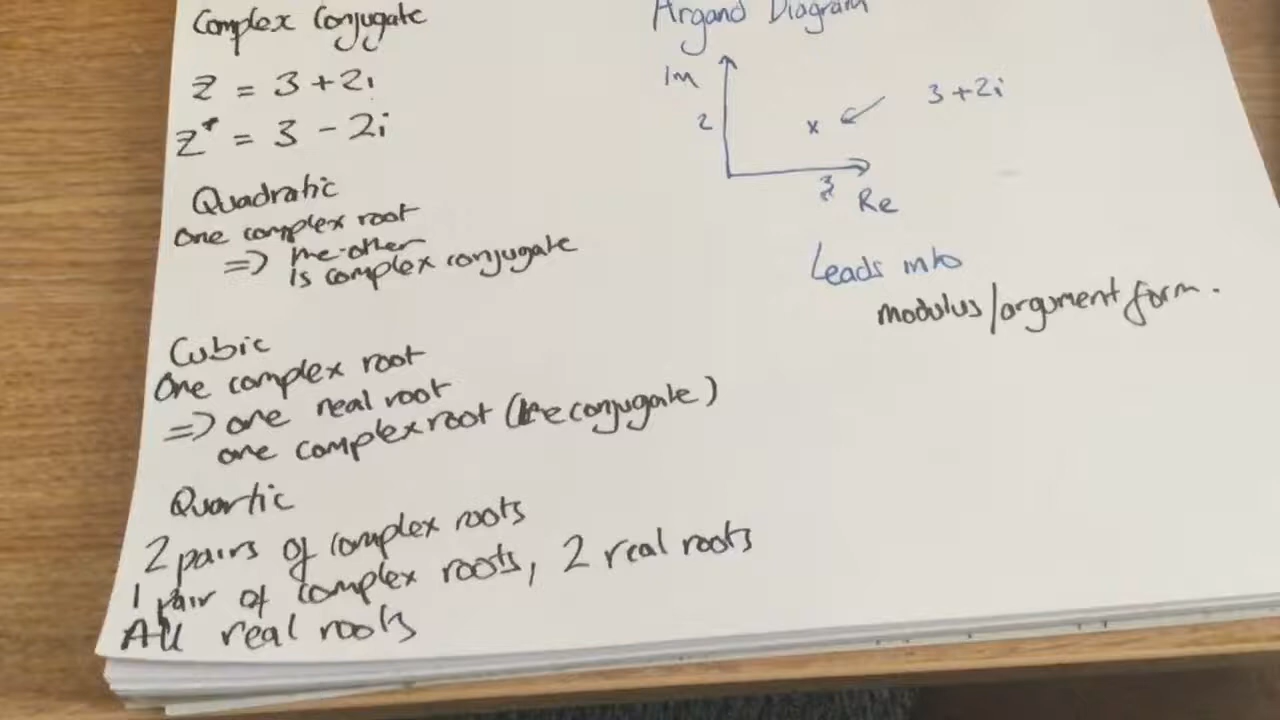 Complex Conjugate
z = 3 + 2i
z* = 3 - 2i
Quadratic
One complex root
=> the other
is complex conjugate
Cubic
One complex root
=> one real root
one complex root (the conjugate)
Quartic
2 pairs of complex roots
1 pair of complex roots, 2 real roots
All real roots
Argand Diagram
Im
2
x
3 + 2i
3
Re
Leads into
modulus/argument form.